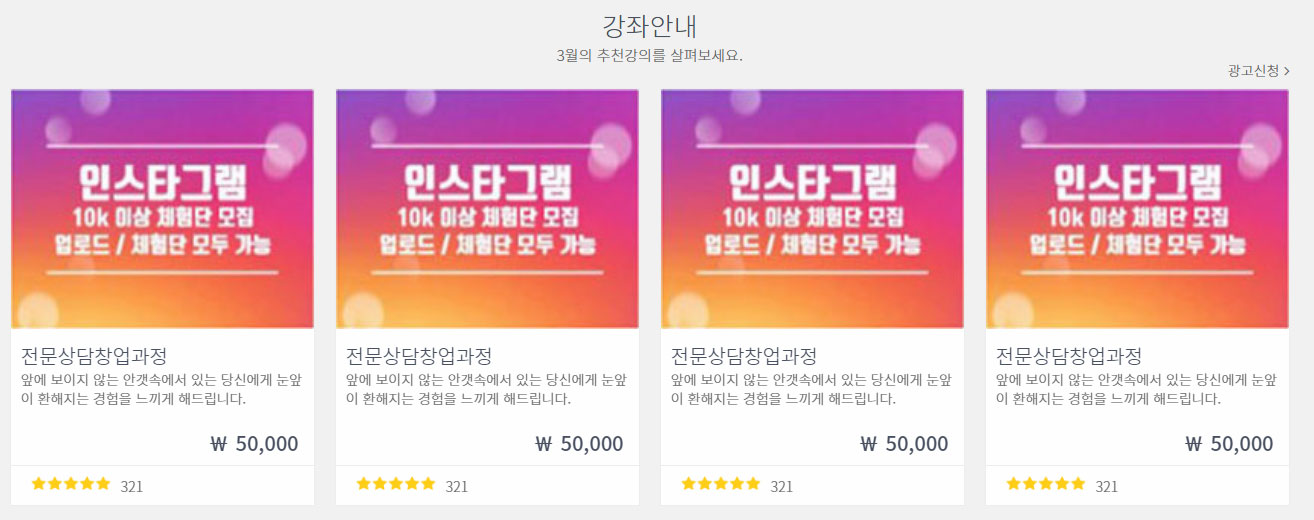 강좌안내
3월의 추천강의를 살펴보세요.
광고신청 >
인스타그램
10k 이상 체험단 모집
업로드 / 체험단 모두 가능
전문상담창업과정
앞에 보이지 않는 안갯속에서 있는 당신에게 눈앞
이 환해지는 경험을 느끼게 해드립니다.
₩ 50,000
321
인스타그램
10k 이상 체험단 모집
업로드 / 체험단 모두 가능
전문상담창업과정
앞에 보이지 않는 안갯속에서 있는 당신에게 눈앞
이 환해지는 경험을 느끼게 해드립니다.
₩ 50,000
321
인스타그램
10k 이상 체험단 모집
업로드 / 체험단 모두 가능
전문상담창업과정
앞에 보이지 않는 안갯속에서 있는 당신에게 눈앞
이 환해지는 경험을 느끼게 해드립니다.
₩ 50,000
321
인스타그램
10k 이상 체험단 모집
업로드 / 체험단 모두 가능
전문상담창업과정
앞에 보이지 않는 안갯속에서 있는 당신에게 눈앞
이 환해지는 경험을 느끼게 해드립니다.
₩ 50,000
321